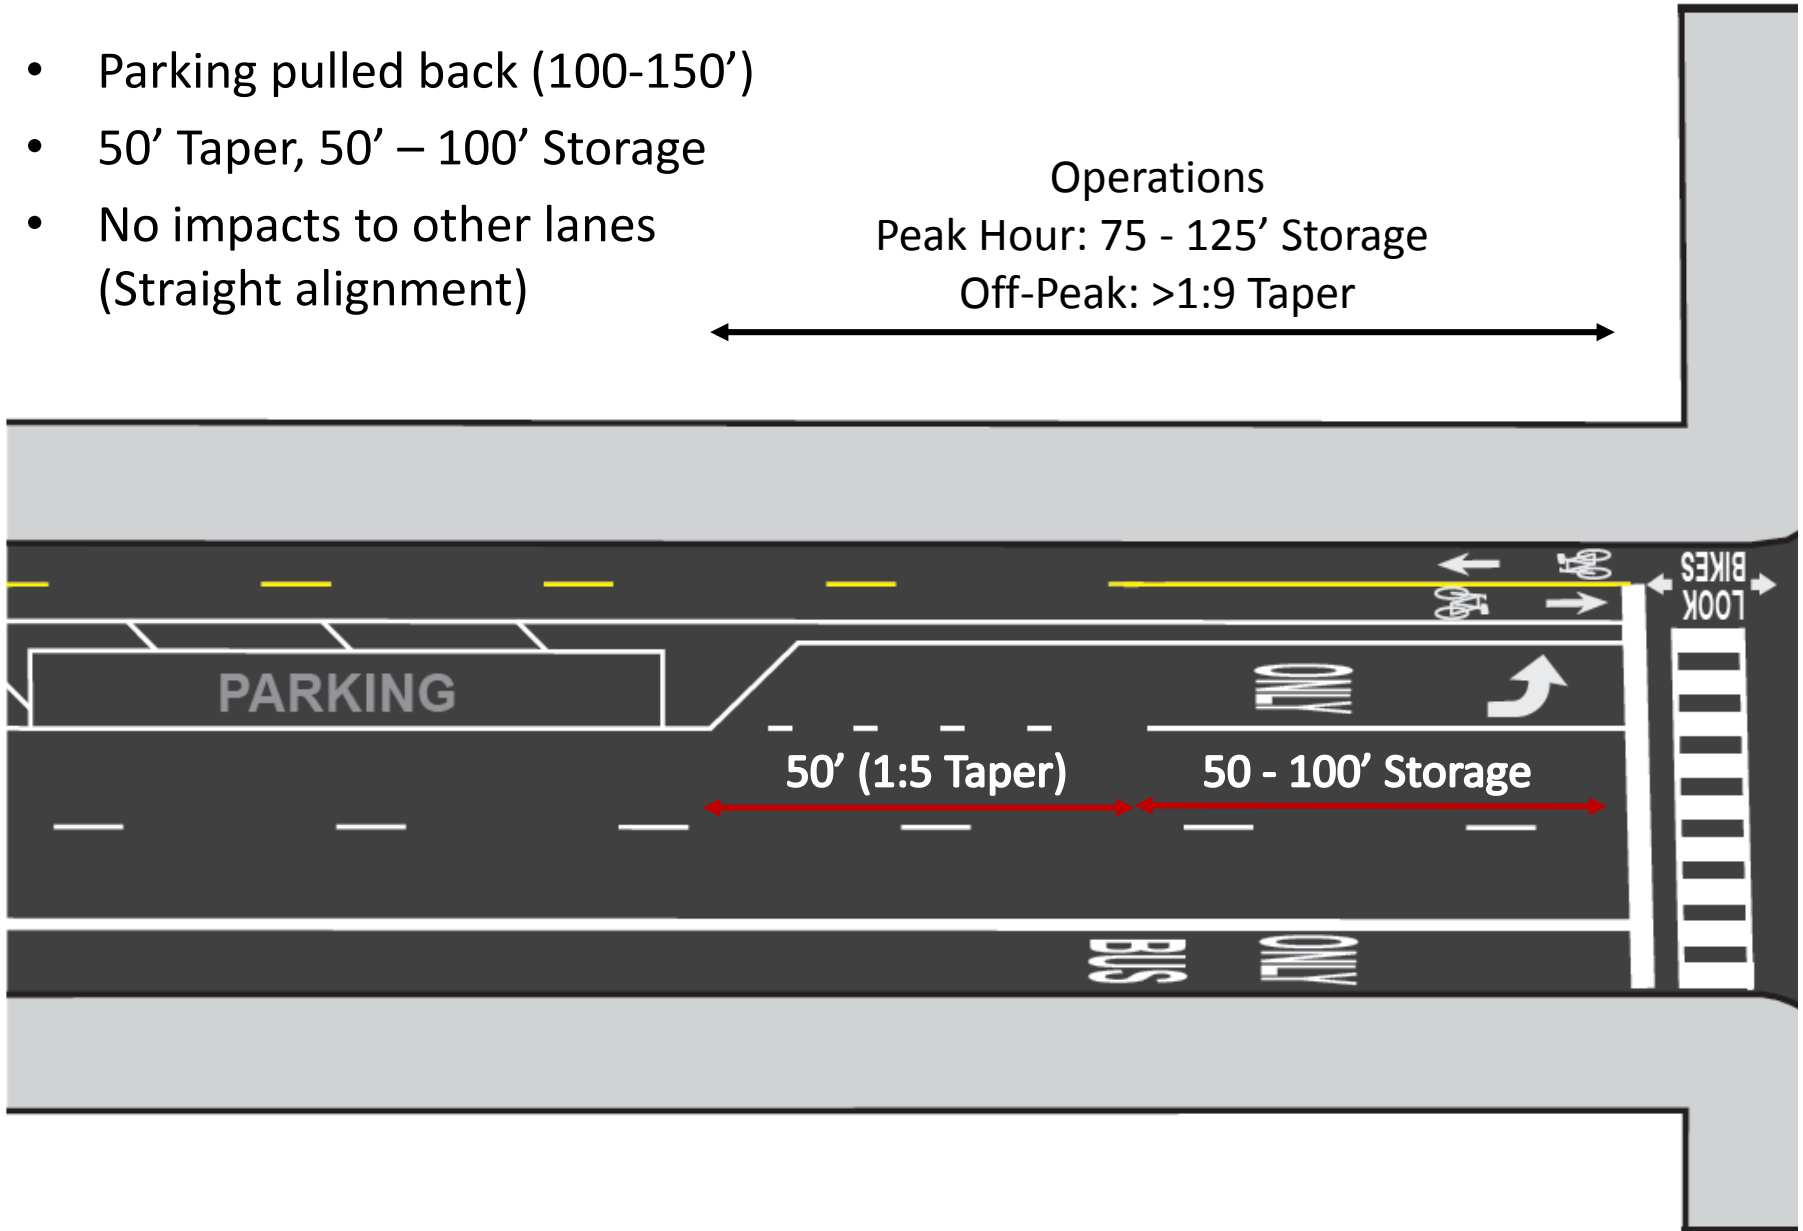 • Parking pulled back (100-150’)
• 50’ Taper, 50’ – 100’ Storage
• No impacts to other lanes
(Straight alignment)
Operations
Peak Hour: 75 - 125’ Storage
Off-Peak: >1:9 Taper
LOOK
BIKES
PARKING
ONLY
50’ (1:5 Taper)
50 - 100’ Storage
BUS
ONLY